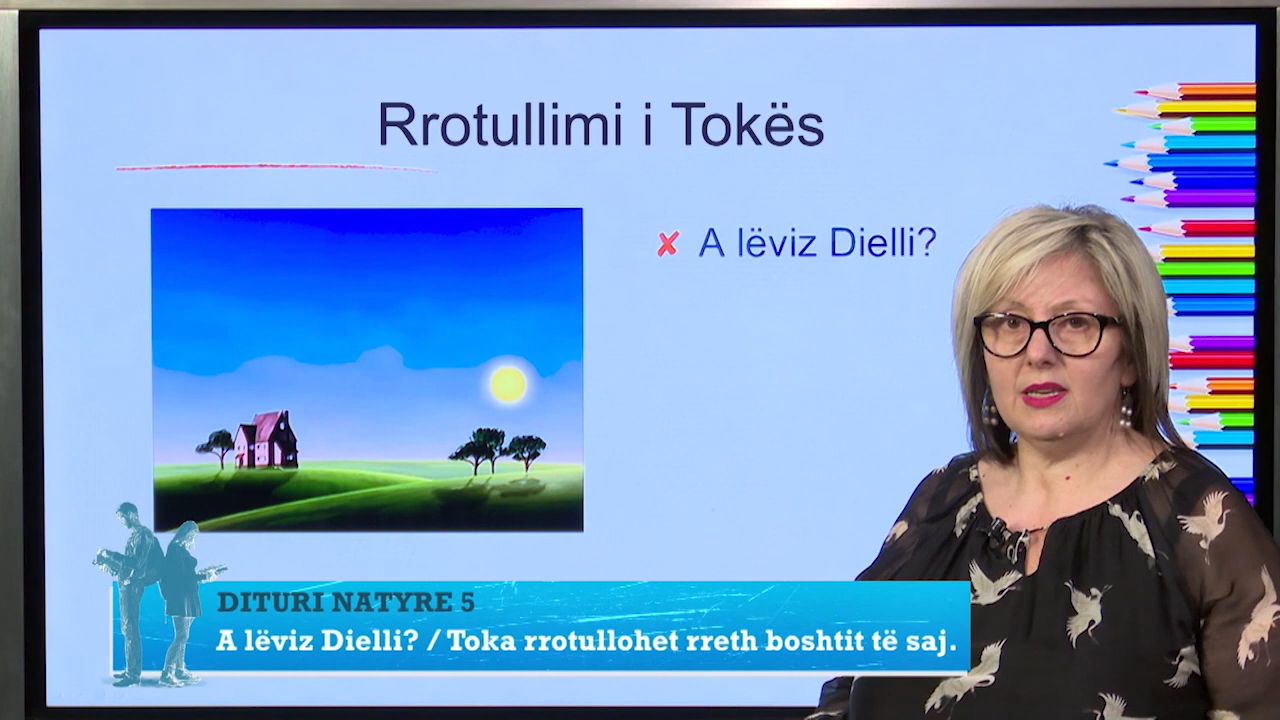 Rrotullimi i Tokës
A lëviz Dielli?
DITURI NATYRE 5
A lëviz Dielli? / Toka rrotullohet rreth boshtit të saj.